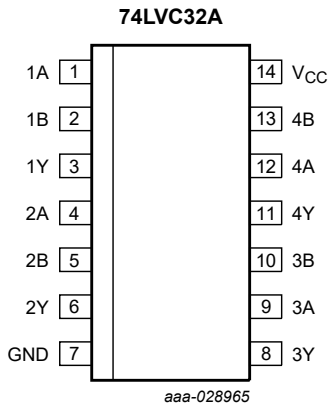 74LVC32A
1A 1 14 VCC
1B 2 13 4B
1Y 3 12 4A
2A 4 11 4Y
2B 5 10 3B
2Y 6 9 3A
GND 7 8 3Y
aaa-028965